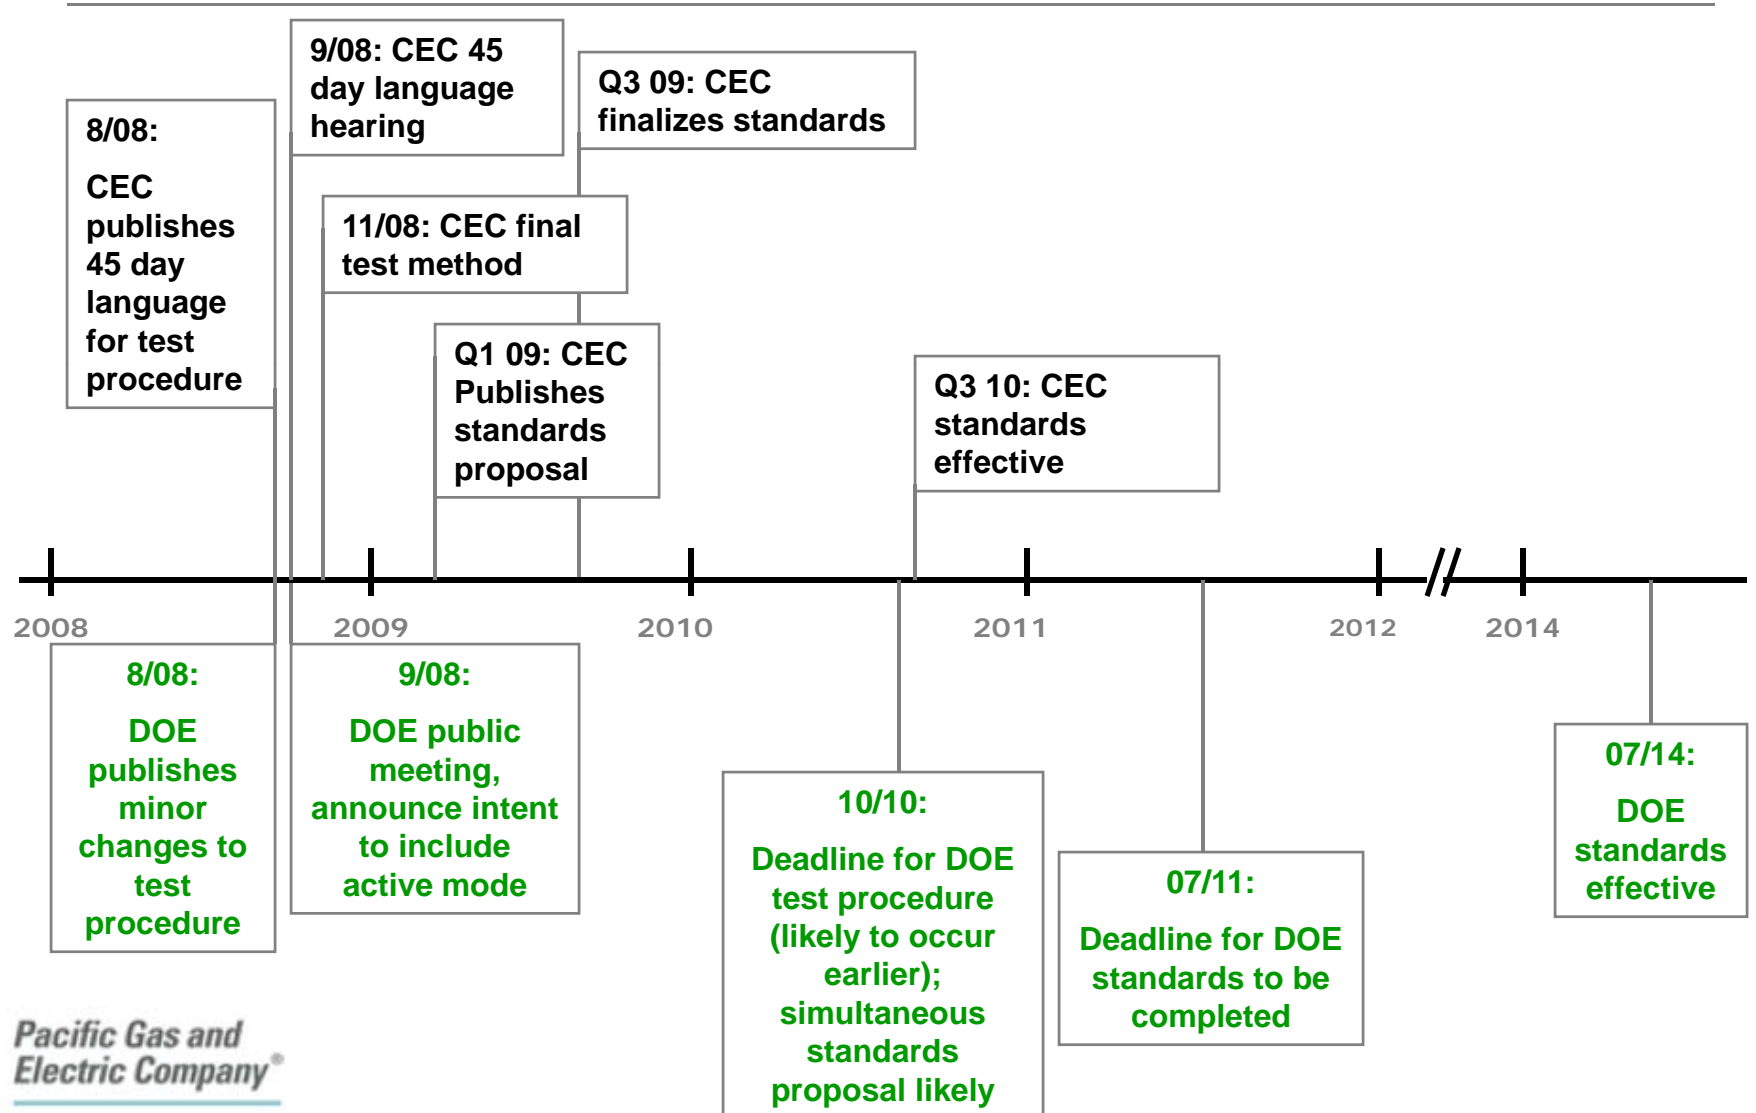 9/08: CEC 45
day language
hearing
Q3 09: CEC
finalizes standards
8/08:
CEC
publishes
45 day
language
for test
procedure
11/08: CEC final
test method
Q1 09: CEC
Publishes
standards
proposal
Q3 10: CEC
standards
effective
2008
2009
2010
2011
2012
2014
8/08:
DOE
publishes
minor
changes to
test
procedure
9/08:
DOE public
meeting,
announce intent
to include
active mode
10/10:
Deadline for DOE
test procedure
(likely to occur
earlier);
simultaneous
standards
proposal likely
07/11:
Deadline for DOE
standards to be
completed
07/14:
DOE
standards
effective
Pacific Gas and
Electric Company®